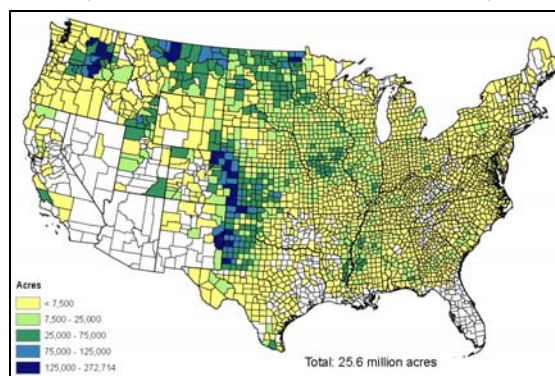 Acres
< 7,500
7,500 - 25,000
25,000 - 75,000
75,000 - 125,000
125,000 - 272,714
Total: 25.6 million acres